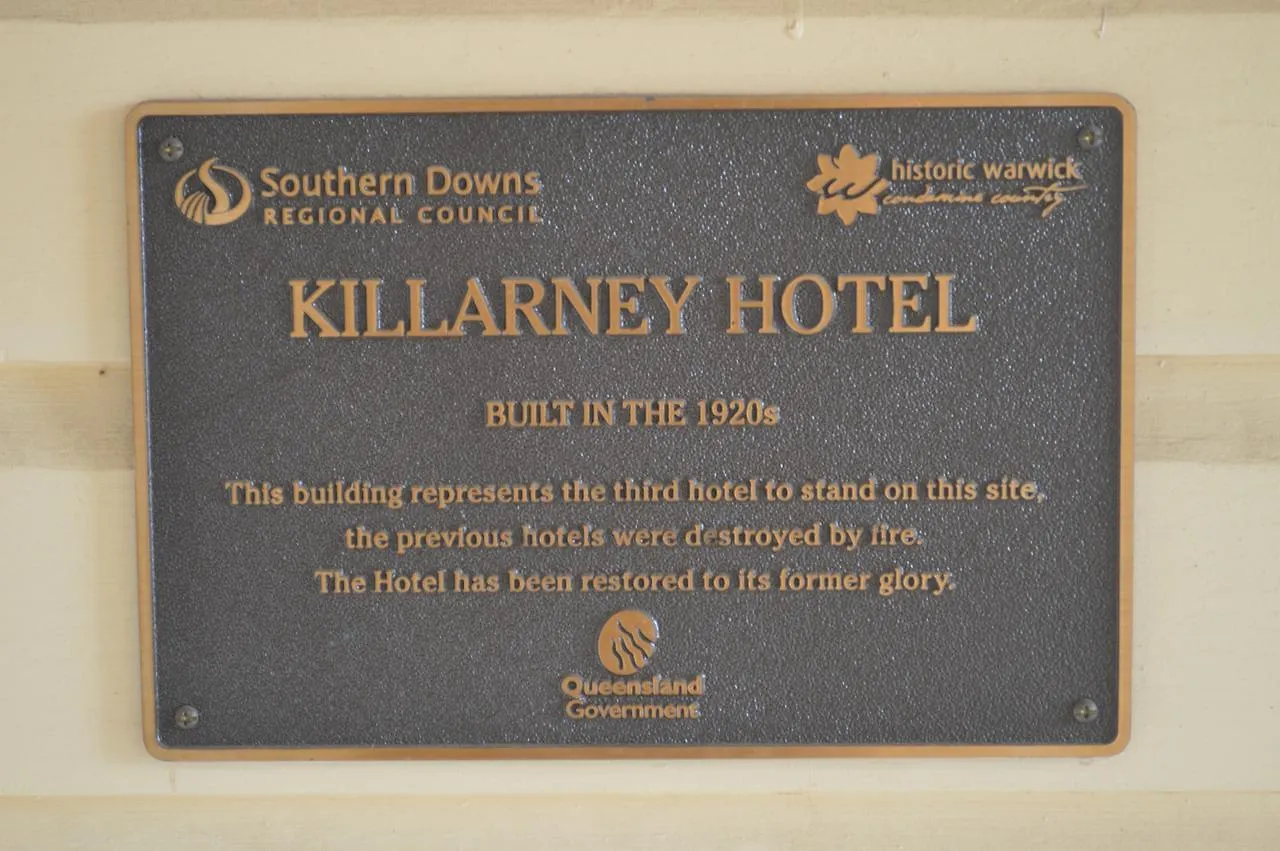 Southern Downs
REGIONAL COUNCIL
historic warwick
condamine country
KILLARNEY HOTEL
BUILT IN THE 1920s
This building represents the third hotel to stand on this site,
the previous hotels were destroyed by fire.
The Hotel has been restored to its former glory.
Queensland
Government